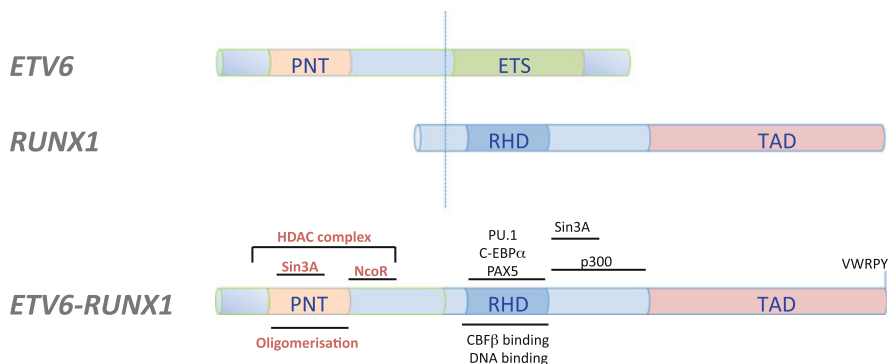 ETV6
PNT
ETS
RUNX1
RHD
TAD
HDAC complex
Sin3A
NcoR
PU.1
C-EBPα
PAX5
Sin3A
p300
VWRPY
ETV6-RUNX1
PNT
RHD
TAD
Oligomerisation
CBFβ binding
DNA binding